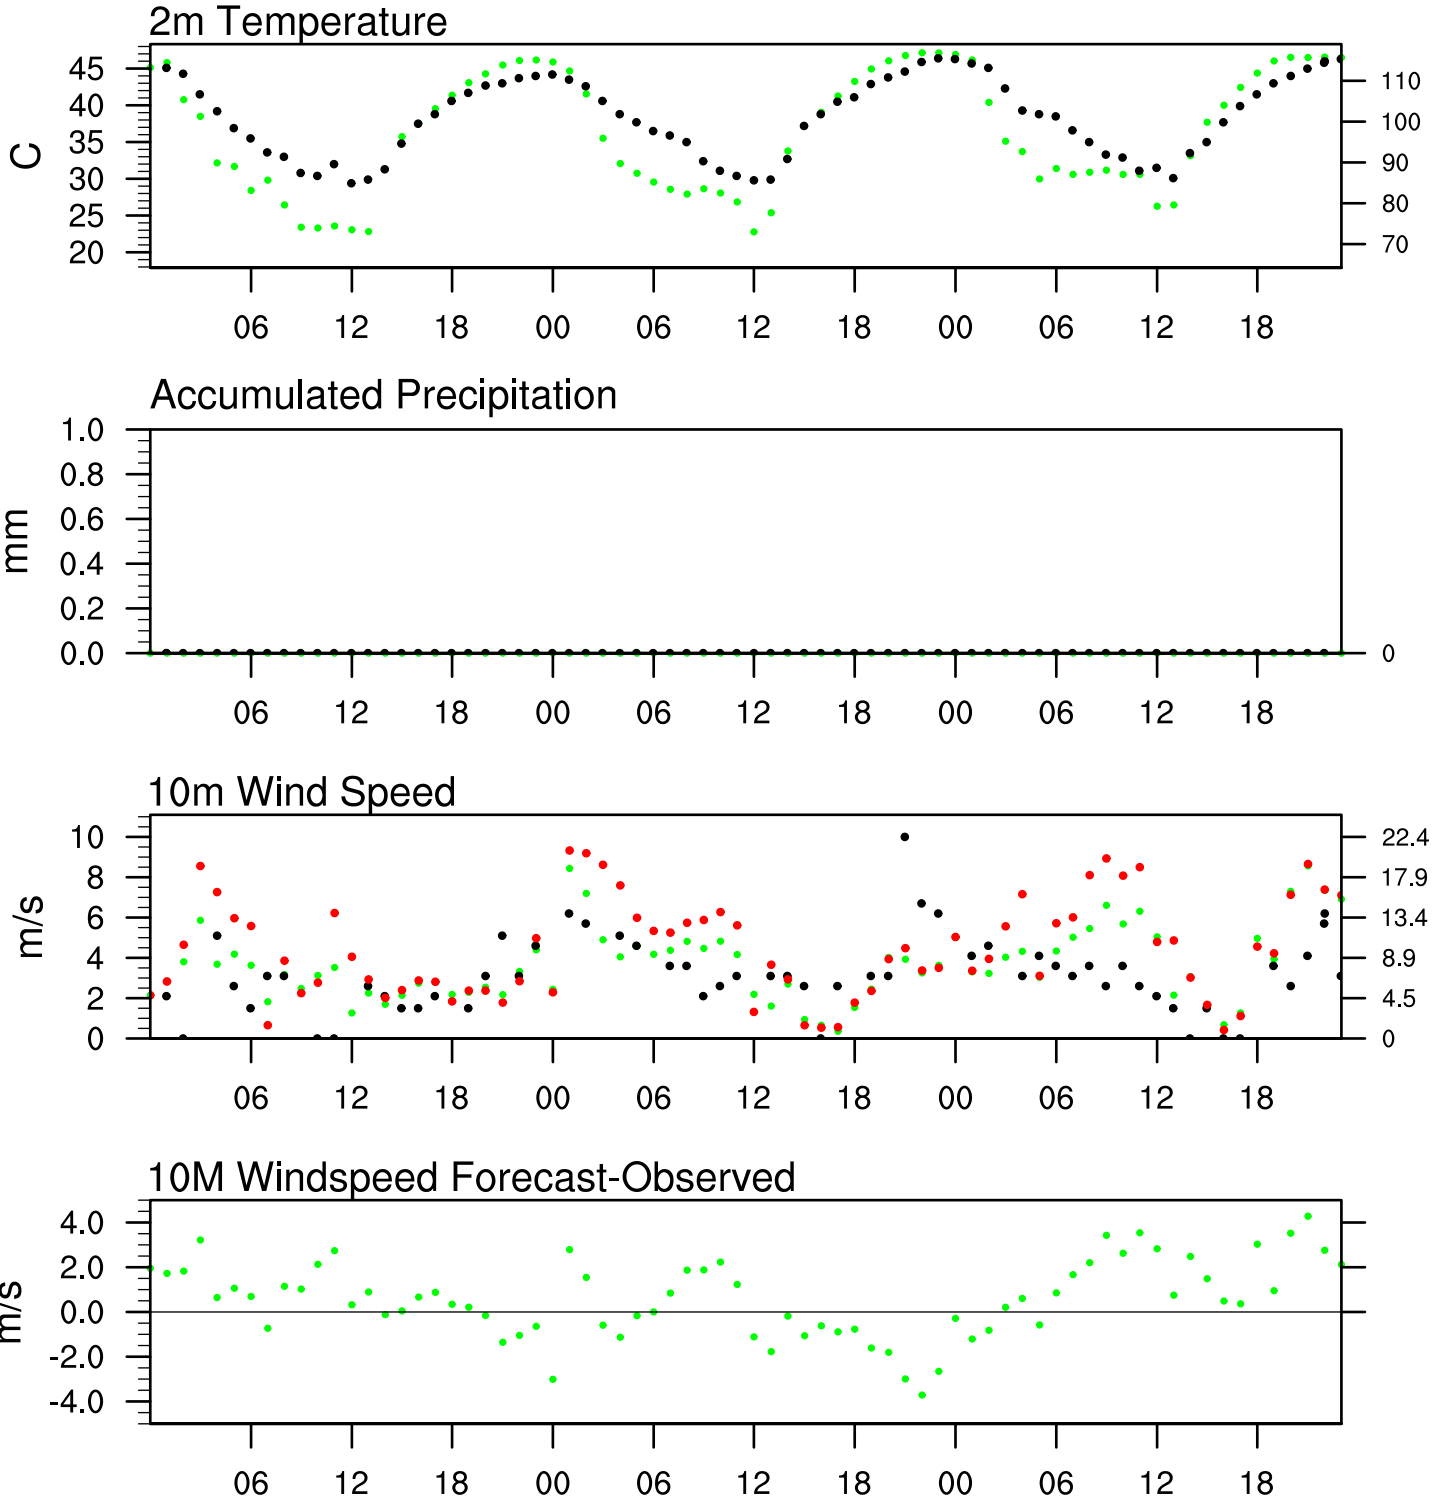 2m Temperature
45
40
35
30
25
20
C
110
100
90
80
70
06 12 18 00 06 12 18 00 06 12 18
Accumulated Precipitation
1.0
0.8
0.6
0.4
0.2
0.0
mm
0
06 12 18 00 06 12 18 00 06 12 18
10m Wind Speed
10
8
6
4
2
0
m/s
22.4
17.9
13.4
8.9
4.5
0
06 12 18 00 06 12 18 00 06 12 18
10M Windspeed Forecast-Observed
4.0
2.0
0.0
-2.0
-4.0
m/s
06 12 18 00 06 12 18 00 06 12 18